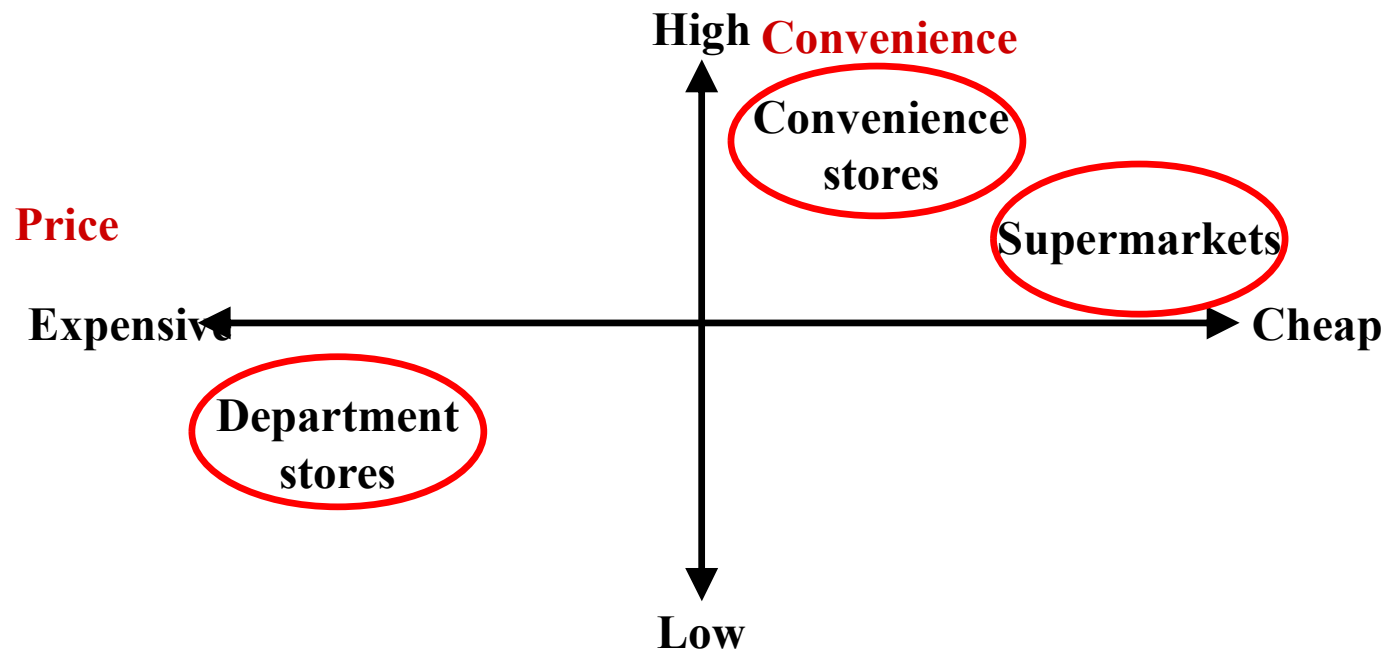 High Convenience
Convenience
stores
Price
Supermarkets
Expensive
Cheap
Department
stores
Low